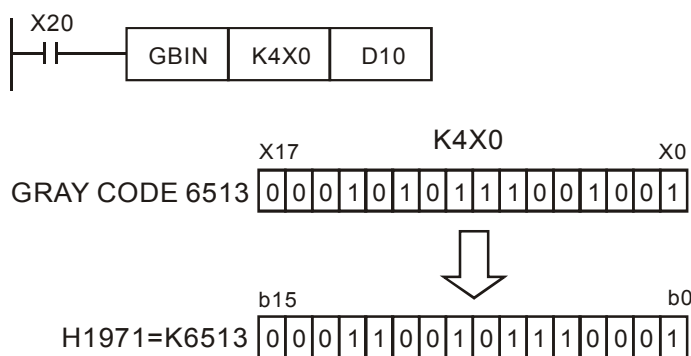 X20
GBIN K4X0 D10
K4X0
X17 X0
GRAY CODE 6513 0 0 0 1 0 1 0 1 1 1 0 0 1 0 0 1
b15 b0
H1971=K6513 0 0 0 1 1 0 0 1 0 1 1 1 0 0 0 1